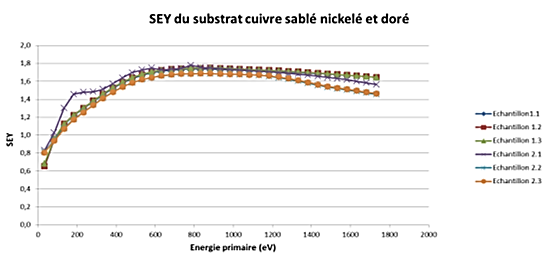 SEY du substrat cuivre sablé nickelé et doré
2,0
1,8
1,6
1,4
1,2
1,0
0,8
0,6
0,4
0,2
0,0
SEY
0 200 400 600 800 1000 1200 1400 1600 1800 2000
Energie primaire (eV)
Echantillon1.1
Echantillon 1.2
Echantillon 1.3
Echantillon 2.1
Echantillon 2.2
Echantillon 2.3